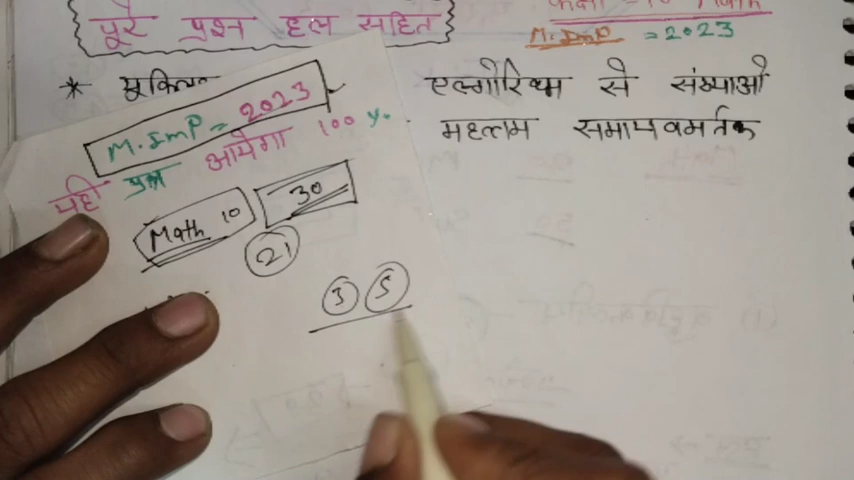 पूरे प्रश्न हल सहित
M. ImP = 2023
* यूक्लिड एल्गोरिथ्म से संख्याओ
महत्तम समापवर्तक
M. ImP = 2023
यही प्रश्न आयेगा 100 %
Math 10 30
21
3 5